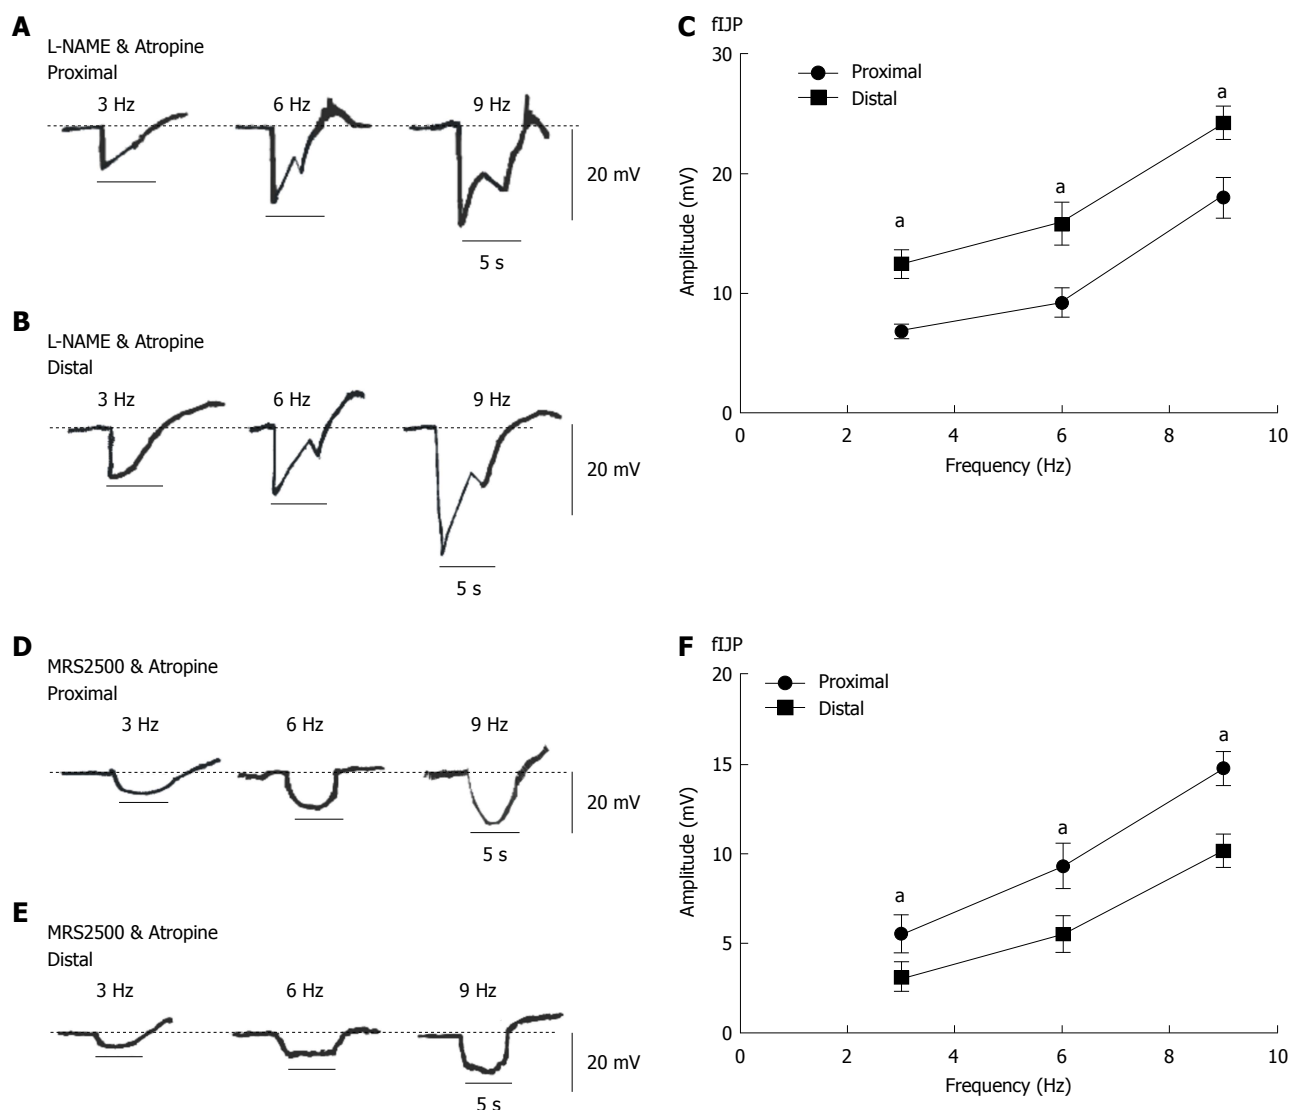 A
L-NAME & Atropine
Proximal
3 Hz
6 Hz
9 Hz
20 mV
5 s
B
L-NAME & Atropine
Distal
3 Hz
6 Hz
9 Hz
20 mV
5 s
C
fIJP
30
20
10
0
Amplitude (mV)
Proximal
Distal
a
a
a
0
2
4
6
8
10
Frequency (Hz)
D
MRS2500 & Atropine
Proximal
3 Hz
6 Hz
9 Hz
20 mV
5 s
E
MRS2500 & Atropine
Distal
3 Hz
6 Hz
9 Hz
20 mV
5 s
F
fIJP
20
15
10
5
0
Amplitude (mV)
Proximal
Distal
a
a
a
0
2
4
6
8
10
Frequency (Hz)